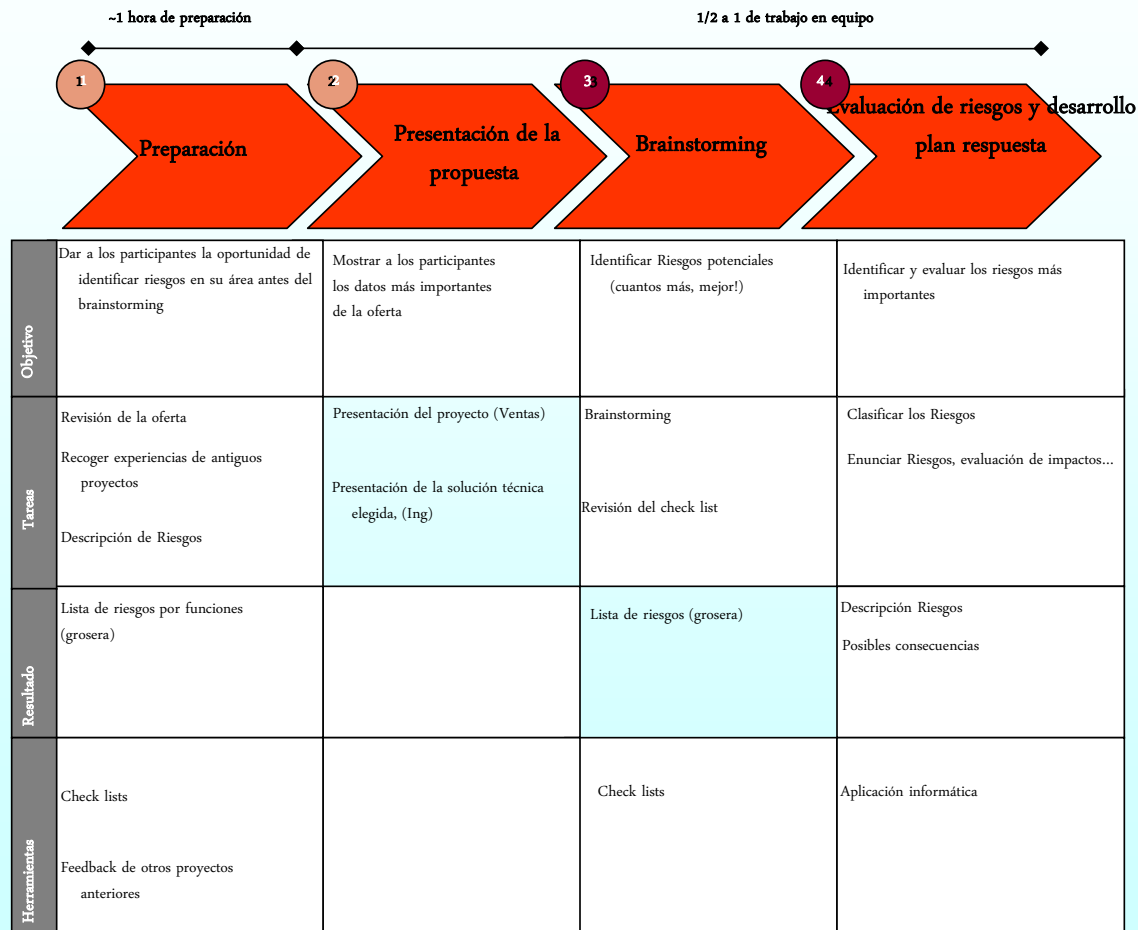 ~1 hora de preparación
1/2 a 1 de trabajo en equipo
1
2
3
4
Preparación
Presentación de la
propuesta
Brainstorming
Evaluación de riesgos y desarrollo
plan respuesta
Objetivo
Dar a los participantes la oportunidad de
identificar riesgos en su área antes del
brainstorming
Mostrar a los participantes
los datos más importantes
de la oferta
Identificar Riesgos potenciales
(cuantos más, mejor!)
Identificar y evaluar los riesgos más
importantes
Tareas
Revisión de la oferta
Recoger experiencias de antiguos
proyectos
Descripción de Riesgos
Presentación del proyecto (Ventas)
Presentación de la solución técnica
elegida, (Ing)
Brainstorming
Revisión del check list
Clasificar los Riesgos
Enunciar Riesgos, evaluación de impactos...
Resultado
Lista de riesgos por funciones
(grosera)
Lista de riesgos (grosera)
Descripción Riesgos
Posibles consecuencias
Herramientas
Check lists
Feedback de otros proyectos
anteriores
Check lists
Aplicación informática